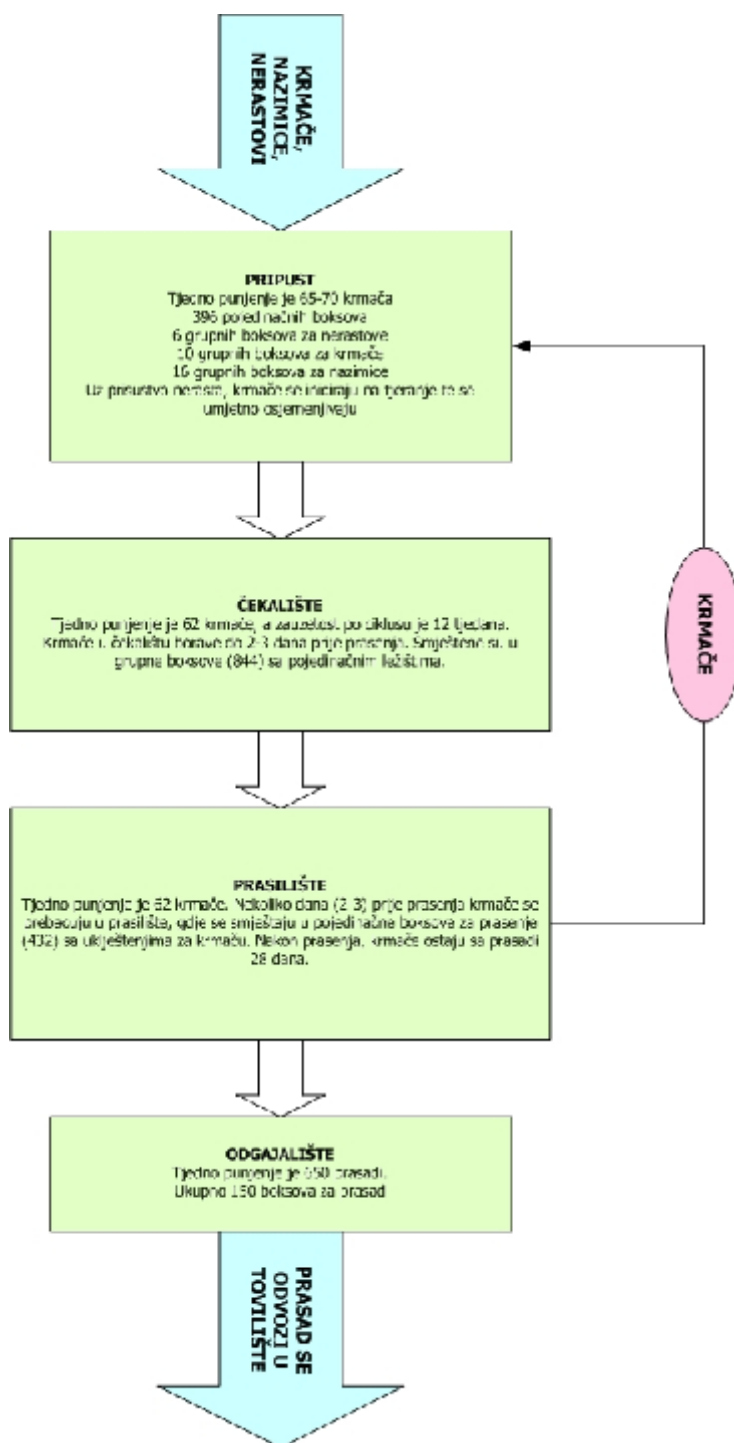 KRMAČE,
NAZIMICE,
NERASTOVI
PRIPUST
Tjedno punjenje je 65-70 krmača
396 pojedinačnih boksova
6 grupnih boksova za nerastove
10 grupnih boksova za krmače
16 grupnih boksova za nazimice
Uz prisustvo nerasta, krmače se iniciraju na tjeranje te se
umjetno osjemenjivaju
ČEKALIŠTE
Tjedno punjenje je 62 krmače, a zauzetost po ciklusu je 12 tjedana.
Krmače u čekalištu borave do 2-3 dana prije prasenja. Smještene su u
grupne boksove (844) sa pojedinačnim ležištima.
KRMAČE
PRASILIŠTE
Tjedno punjenje je 62 krmače. Nekoliko dana (2-3) prije prasenja krmače se
prebacuju u prasilište, gdje se smještaju u pojedinačne boksove za prasenje
(432) sa uklještenjima za krmaču. Nakon prasenja, krmače ostaju sa prasadi
28 dana.
ODGAJALIŠTE
Tjedno punjenje je 650 prasadi.
Ukupno 150 boksova za prasad
PRASAD SE
ODVOZI U
TOVILIŠTE